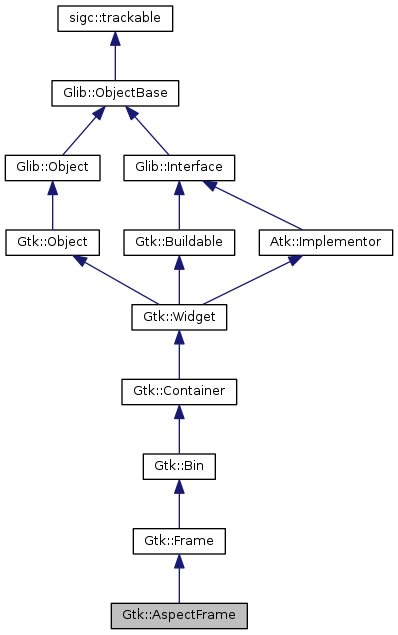 sigc::trackable
Glib::ObjectBase
Glib::Object
Glib::Interface
Gtk::Object
Gtk::Buildable
Atk::Implementor
Gtk::Widget
Gtk::Container
Gtk::Bin
Gtk::Frame
Gtk::AspectFrame